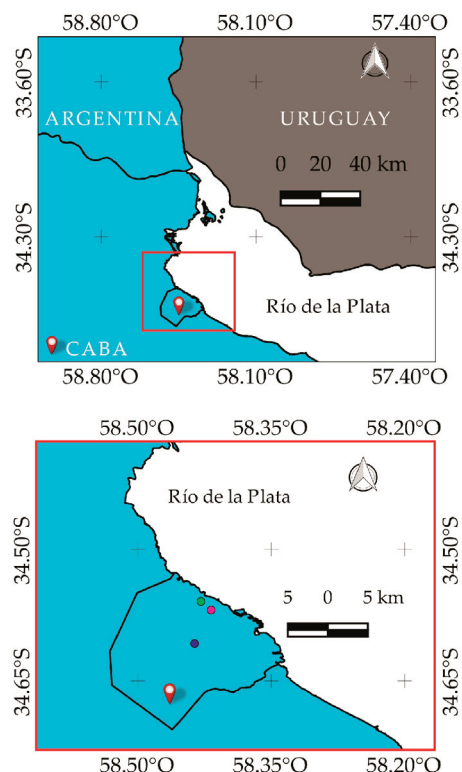 58.80°O 58.10°O 57.40°O
33.60°S 33.60°S
ARGENTINA URUGUAY
0 20 40 km
34.30°S 34.30°S
Río de la Plata
CABA
58.80°O 58.10°O 57.40°O
58.50°O 58.35°O 58.20°O
Río de la Plata
34.50°S 34.50°S
5 0 5 km
34.65°S 34.65°S
58.50°O 58.35°O 58.20°O